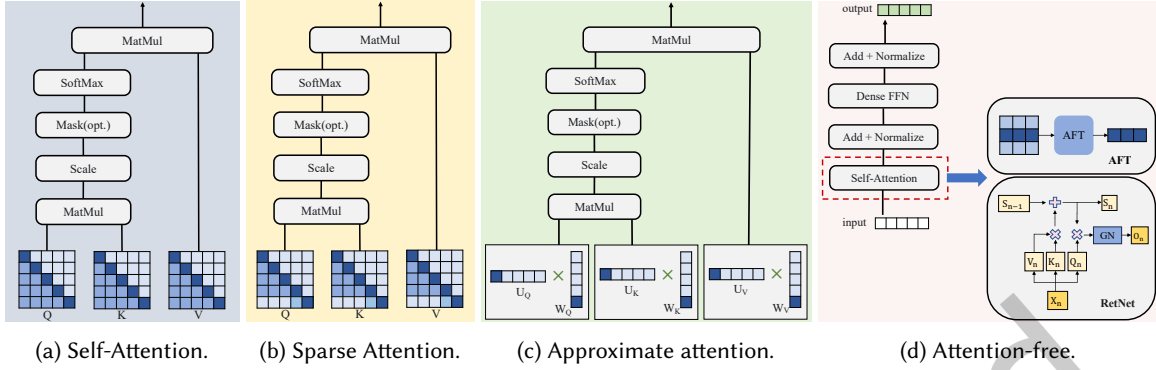 MatMul
SoftMax
Mask(opt.)
Scale
MatMul
Q K V
(a) Self-Attention.
MatMul
SoftMax
Mask(opt.)
Scale
MatMul
Q K V
(b) Sparse Attention.
MatMul
SoftMax
Mask(opt.)
Scale
MatMul
U_Q × W_Q
U_K × W_K
U_V × W_V
(c) Approximate attention.
output
Add + Normalize
Dense FFN
Add + Normalize
Self-Attention
input
AFT
AFT
S_{n-1} S_n
GN O_n
V_n K_n Q_n
X_n
RetNet
(d) Attention-free.